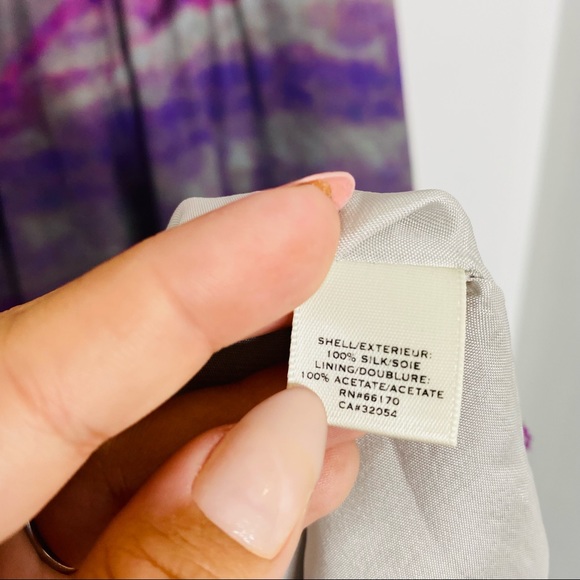 SHELL/EXTERIEUR:
100% SILK/SOIE
LINING/DOUBLURE:
100% ACETATE/ACETATE
RN#66170
CA#32054